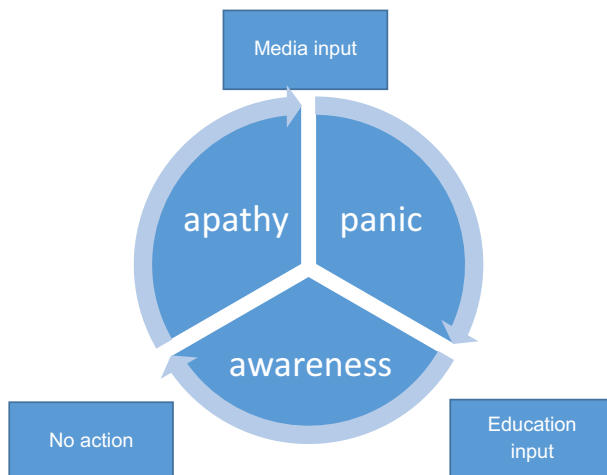 Media input
apathy
panic
awareness
No action
Education
input